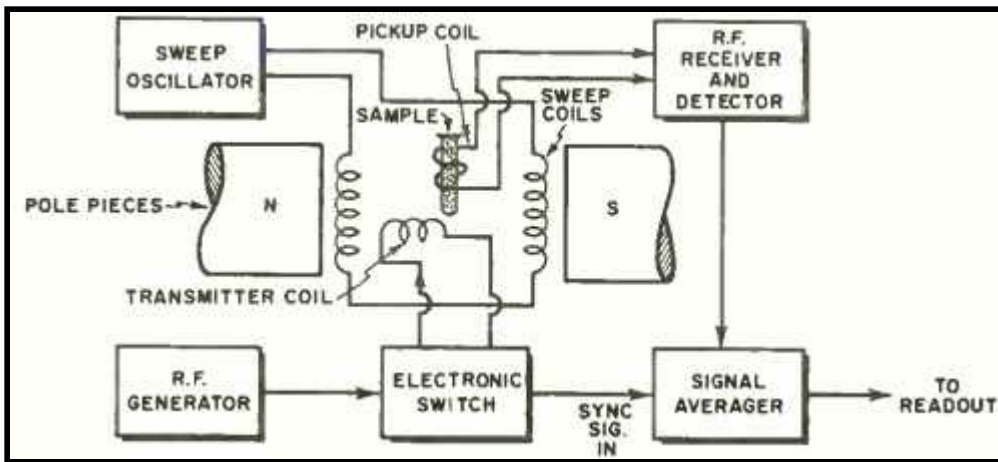 PICKUP COIL
SWEEP
OSCILLATOR
R.F.
RECEIVER
AND
DETECTOR
SAMPLE
SWEEP
COILS
POLE PIECES
N
S
TRANSMITTER
COIL
R.F.
GENERATOR
ELECTRONIC
SWITCH
SYNC
SIG.
IN
SIGNAL
AVERAGER
TO
READOUT